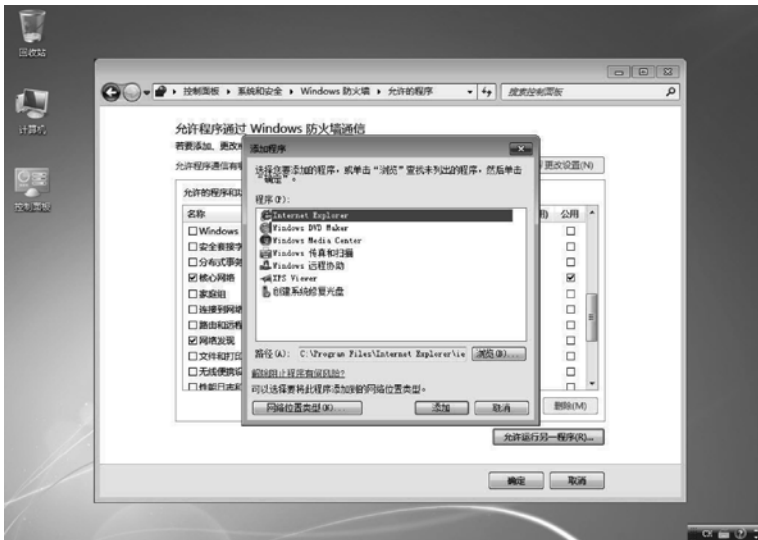 回收站
计算机
控制面板
控制面板 ▸ 系统和安全 ▸ Windows 防火墙 ▸ 允许的程序
搜索控制面板
允许程序通过 Windows 防火墙通信
若要添加、更改
允许程序通信有
更改设置(N)
允许的程序和
名称
公用
Windows
安全套接字
分布式事务
核心网络
家庭组
连接到网络
路由和远程
网络发现
文件和打印
无线便携设
性能日志和
删除(M)
允许运行另一程序(R)...
确定
取消
添加程序
选择您要添加的程序，或单击“浏览”查找未列出的程序，然后单击
“确定”。
程序(P):
Internet Explorer
Windows DVD Maker
Windows Media Center
Windows 传真和扫描
Windows 远程协助
XPS Viewer
创建系统修复光盘
路径(A): C:\Program Files\Internet Explorer\ie
浏览(B)...
解除阻止程序有何风险?
可以选择要将此程序添加到的网络位置类型。
网络位置类型(N)...
添加
取消
CH